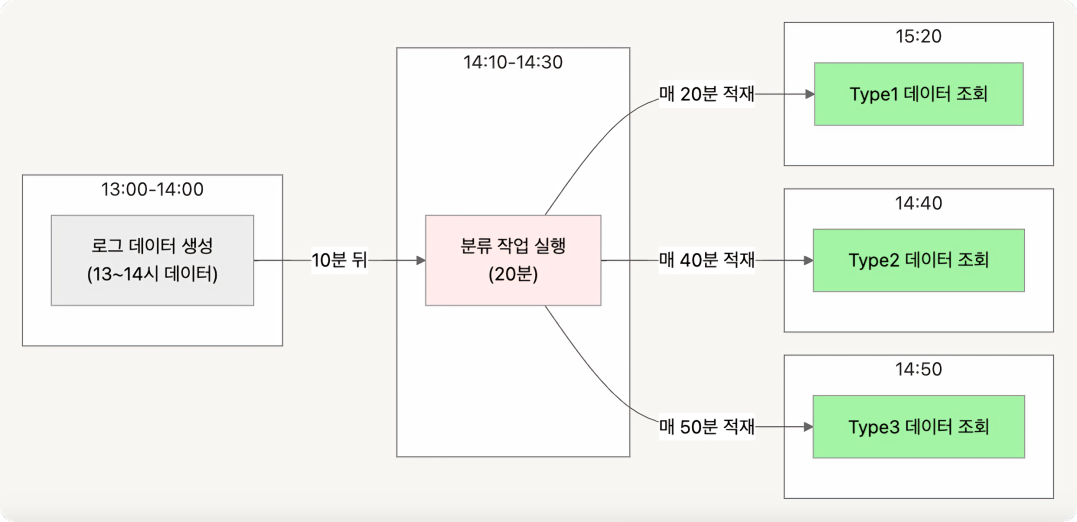 13:00-14:00
로그 데이터 생성
(13~14시 데이터)
10분 뒤
14:10-14:30
분류 작업 실행
(20분)
매 20분 적재
15:20
Type1 데이터 조회
매 40분 적재
14:40
Type2 데이터 조회
매 50분 적재
14:50
Type3 데이터 조회